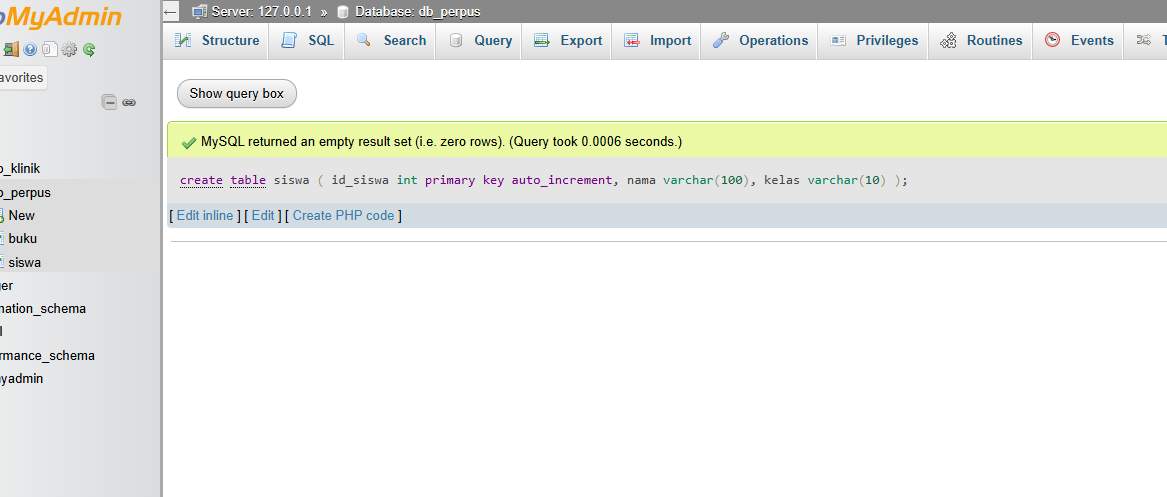 MyAdmin
Server: 127.0.0.1 » Database: db_perpus
Structure SQL Search Query Export Import Operations Privileges Routines Events
avorites
Show query box
MySQL returned an empty result set (i.e. zero rows). (Query took 0.0006 seconds.)
create table siswa ( id_siswa int primary key auto_increment, nama varchar(100), kelas varchar(10) );
[ Edit inline ] [ Edit ] [ Create PHP code ]
_klinik
_perpus
New
buku
siswa
er
mation_schema
rmance_schema
yadmin